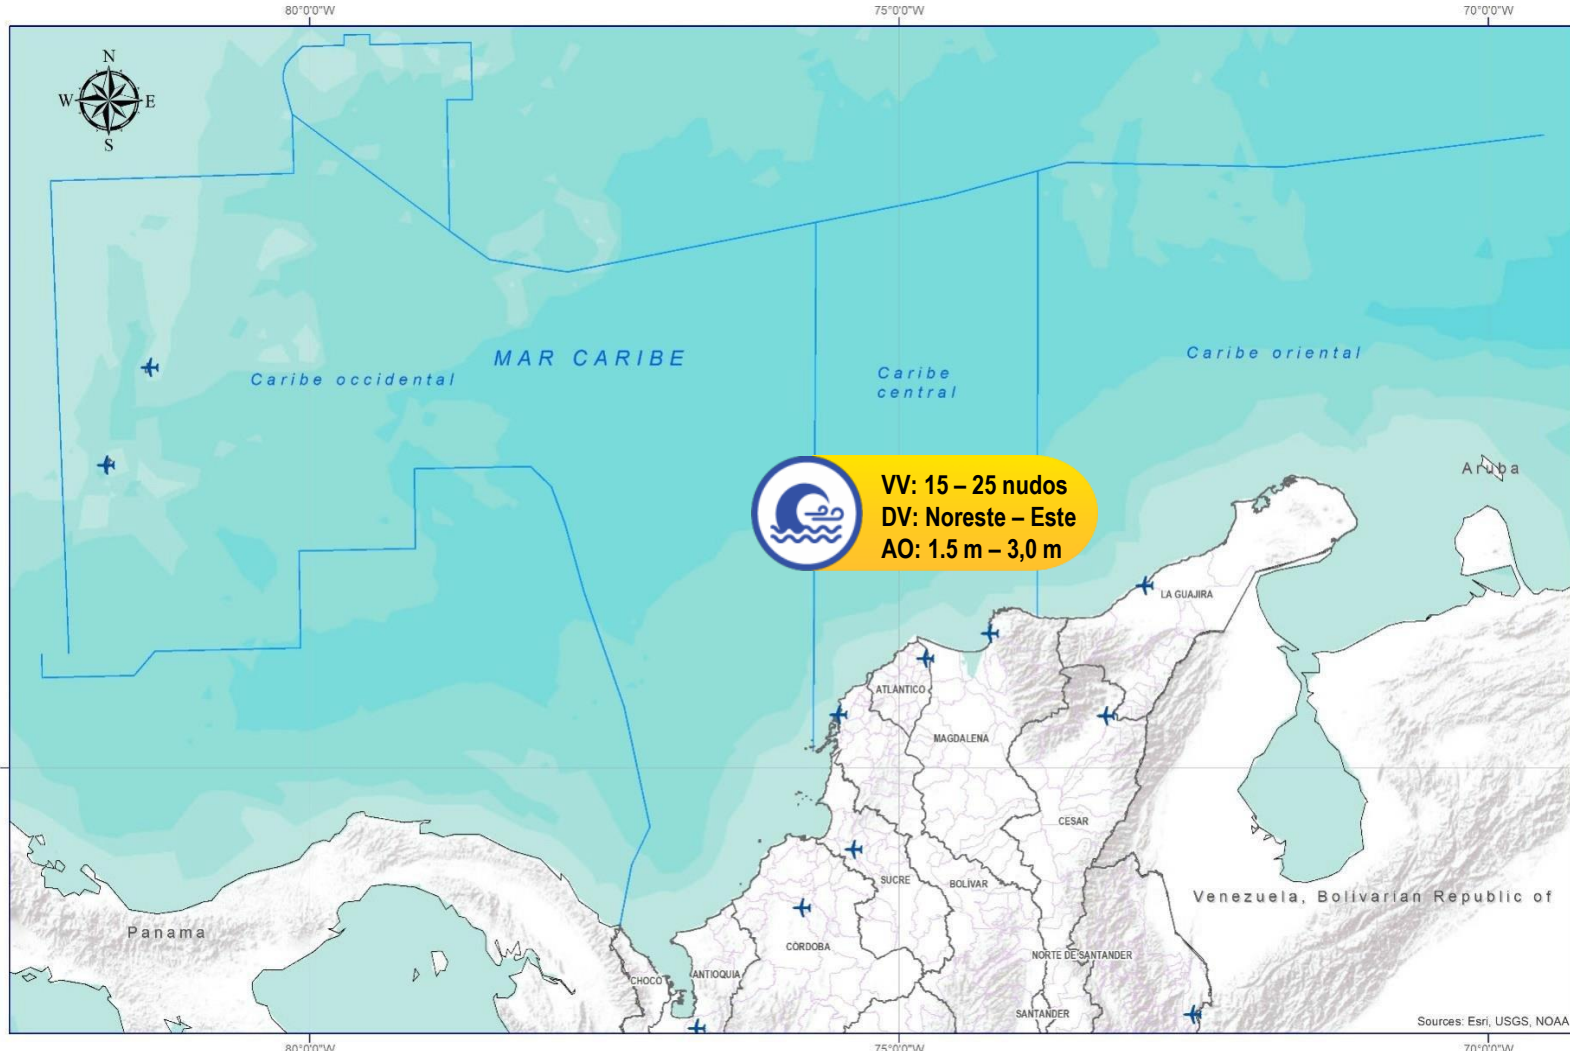 80°0'0"W
75°0'0"W
70°0'0"W
N
W
E
S
MAR CARIBE
Caribe occidental
Caribe
central
Caribe oriental
VV: 15 – 25 nudos
DV: Noreste – Este
AO: 1.5 m – 3,0 m
Aruba
LA GUAJIRA
ATLANTICO
MAGDALENA
CESAR
SUCRE
BOLIVAR
Venezuela, Bolivarian Republic of
Panama
CORDOBA
NORTE DE SANTANDER
CHOCO
ANTIOQUIA
SANTANDER
Sources: Esri, USGS, NOAA
80°0'0"W
75°0'0"W
70°0'0"W